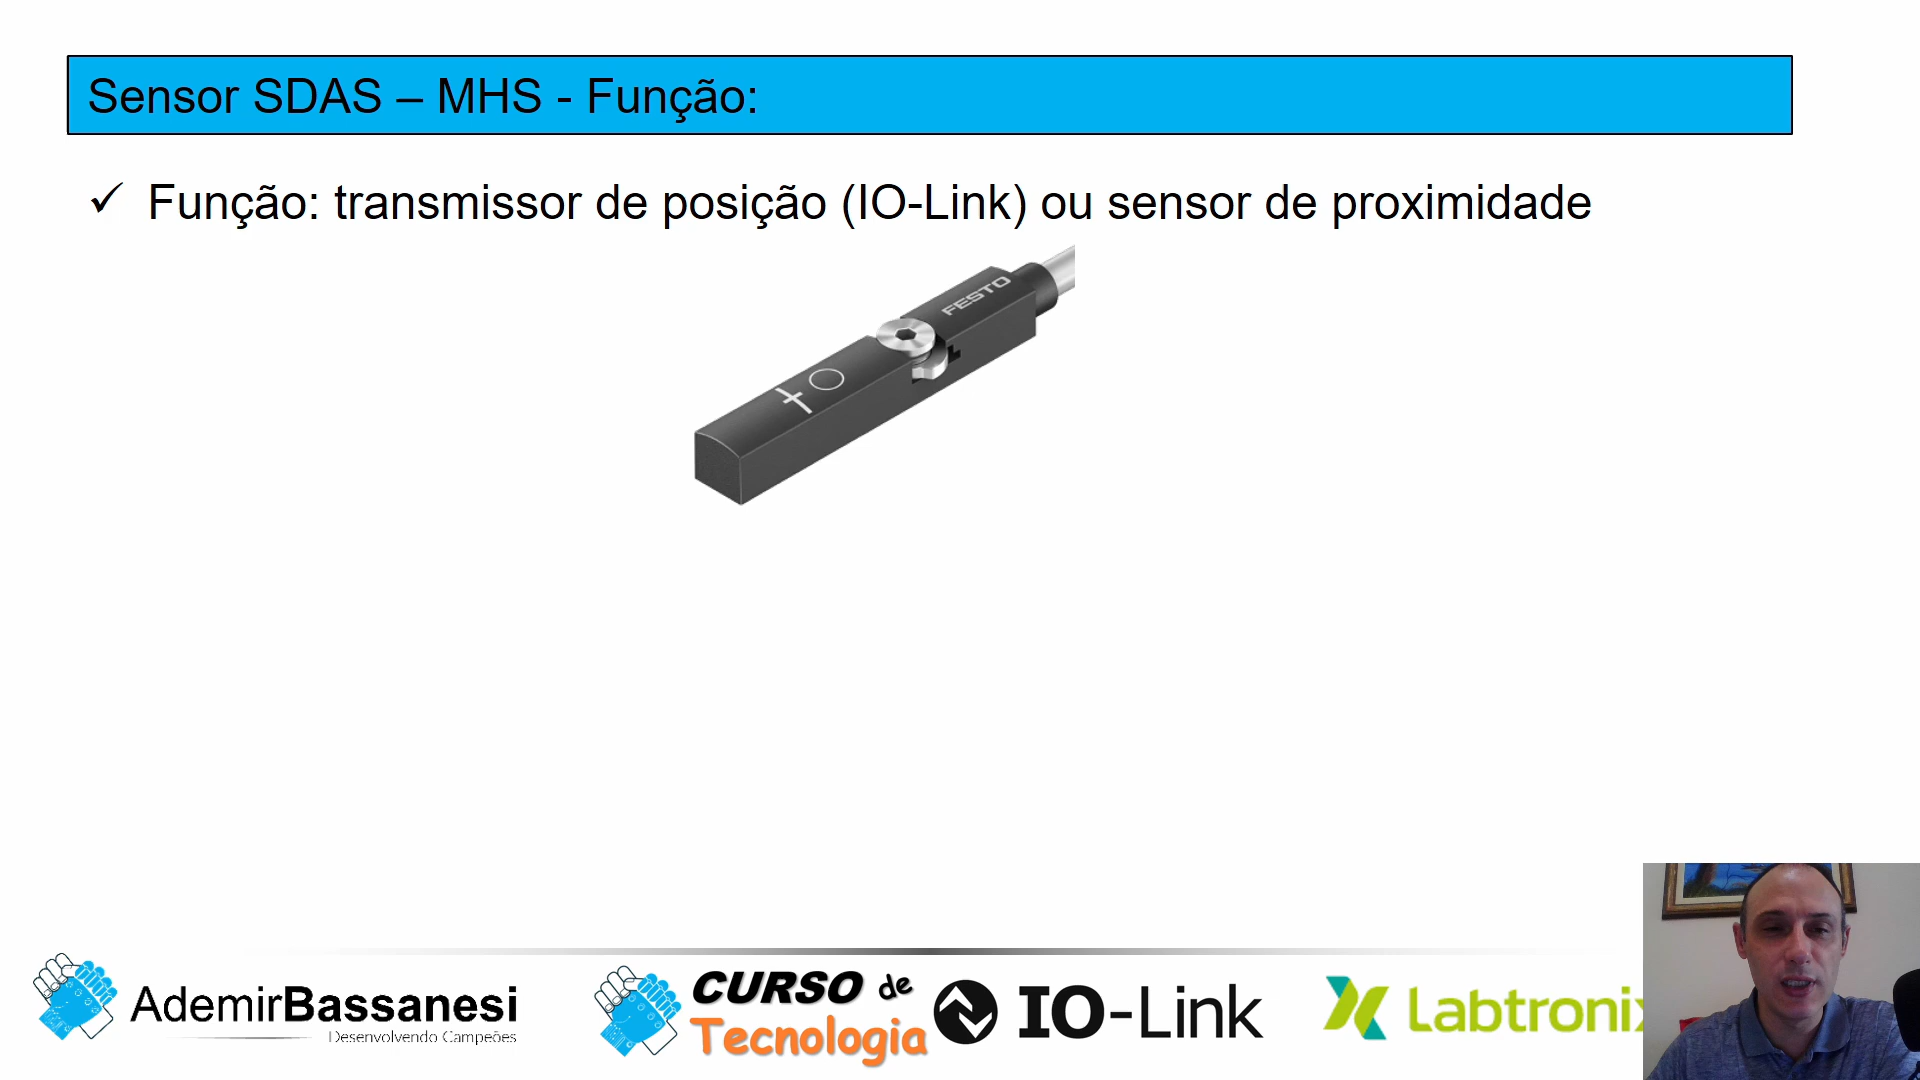 Sensor SDAS – MHS - Função:
✓ Função: transmissor de posição (IO-Link) ou sensor de proximidade
FESTO
AdemirBassanesi
Desenvolvendo Campeões
CURSO de
Tecnologia
IO-Link
Labtronix